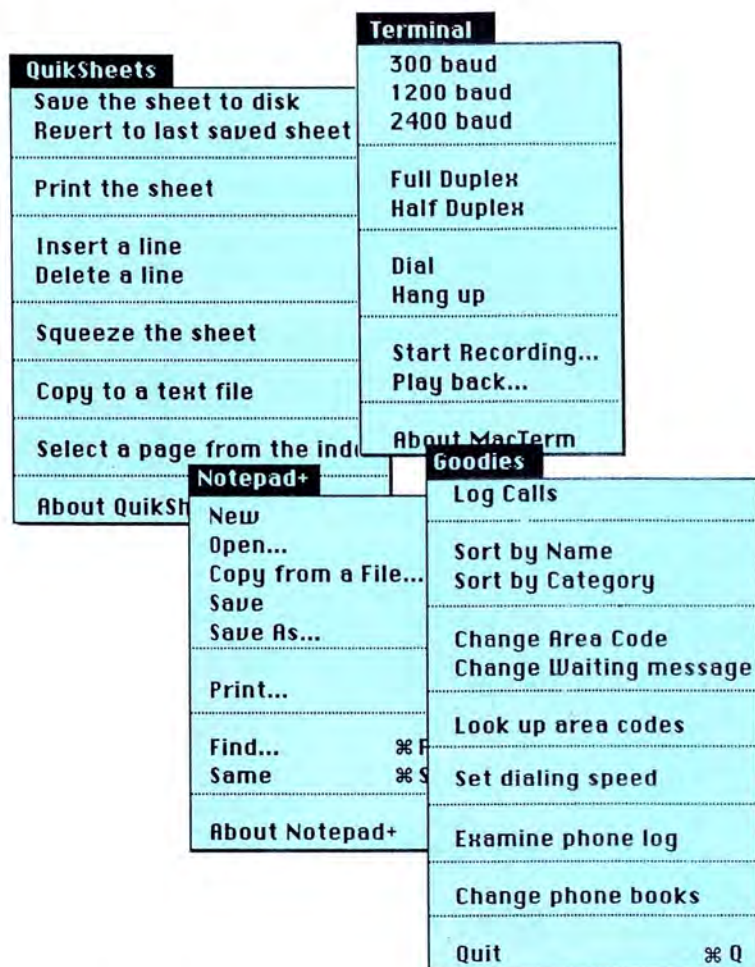 QuikSheets
Save the sheet to disk
Revert to last saved sheet
Print the sheet
Insert a line
Delete a line
Squeeze the sheet
Copy to a text file
Select a page from the
About
Terminal
300 baud
1200 baud
2400 baud
Full Duplex
Half Duplex
Dial
Hang up
Start Recording...
Play back...
About MacTerm
Notepad+
New
Open...
Copy from a File...
Save
Save As...
Print...
Find... ⌘F
Same ⌘S
About Notepad+
Goodies
Log Calls
Sort by Name
Sort by Category
Change Area Code
Change Waiting message
Look up area codes
Set dialing speed
Examine phone log
Change phone books
Quit ⌘Q